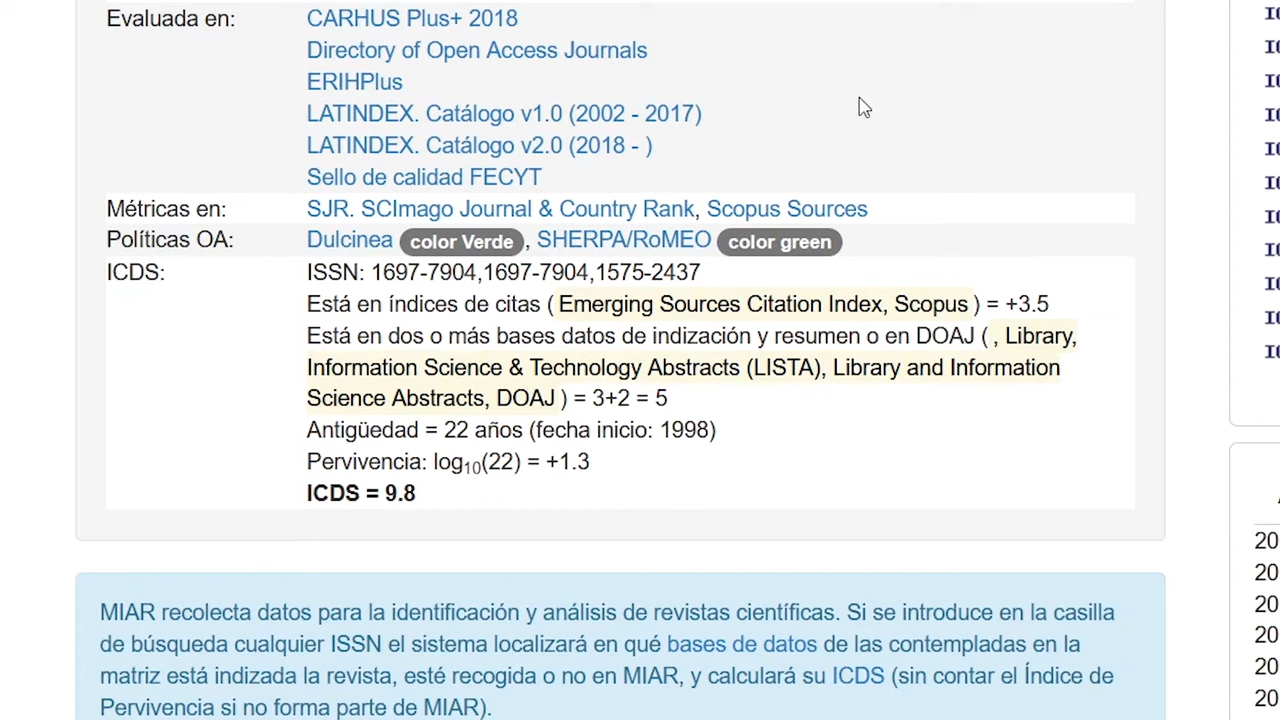 Evaluada en: CARHUS Plus+ 2018
Directory of Open Access Journals
ERIHPlus
LATINDEX. Catálogo v1.0 (2002 - 2017)
LATINDEX. Catálogo v2.0 (2018 - )
Sello de calidad FECYT
Métricas en: SJR. SCImago Journal & Country Rank, Scopus Sources
Políticas OA: Dulcinea color Verde , SHERPA/RoMEO color green
ICDS: ISSN: 1697-7904,1697-7904,1575-2437
Está en índices de citas ( Emerging Sources Citation Index, Scopus ) = +3.5
Está en dos o más bases datos de indización y resumen o en DOAJ ( , Library,
Information Science & Technology Abstracts (LISTA), Library and Information
Science Abstracts, DOAJ ) = 3+2 = 5
Antigüedad = 22 años (fecha inicio: 1998)
Pervivencia: log10(22) = +1.3
ICDS = 9.8
MIAR recolecta datos para la identificación y análisis de revistas científicas. Si se introduce en la casilla
de búsqueda cualquier ISSN el sistema localizará en qué bases de datos de las contempladas en la
matriz está indizada la revista, esté recogida o no en MIAR, y calculará su ICDS (sin contar el Índice de
Pervivencia si no forma parte de MIAR).
20
20
20
20
20
20